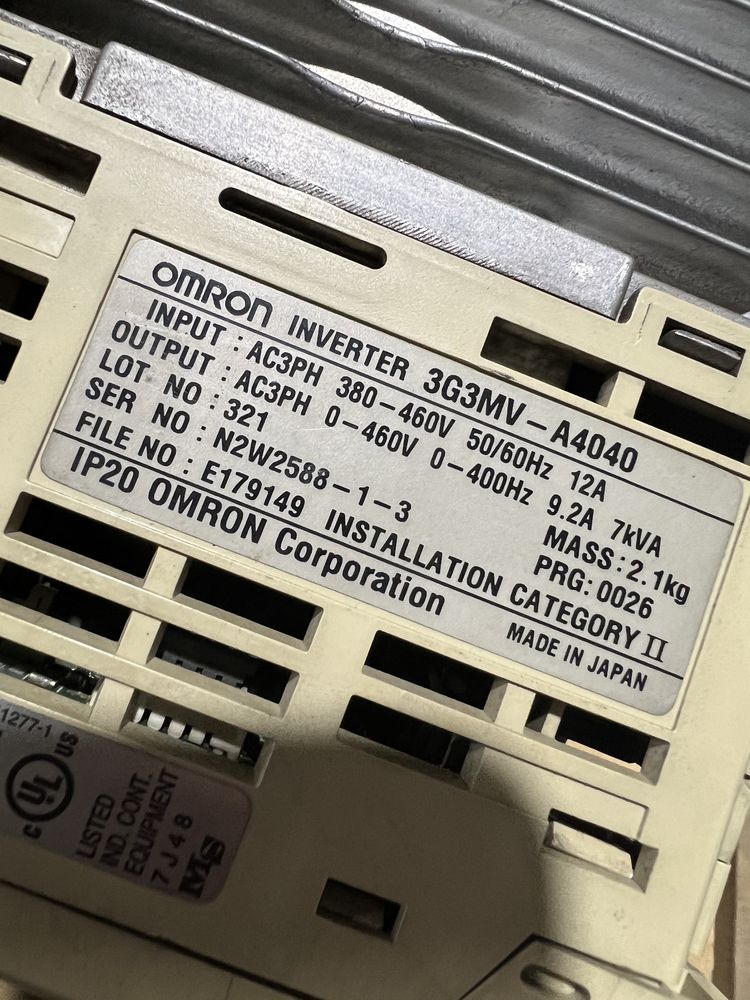 OMRON INVERTER 3G3MV-A4040
INPUT : AC3PH 380-460V 50/60Hz 12A
OUTPUT : AC3PH 0-460V 0-400Hz 9.2A 7kVA
LOT NO : 321 MASS : 2.1kg
SER NO : N2W2588-1-3 PRG: 0026
FILE NO : E179149 INSTALLATION CATEGORY II
IP20 OMRON Corporation MADE IN JAPAN
1277-1
C UL US
LISTED
IND. CONT.
EQUIPMENT
7J48